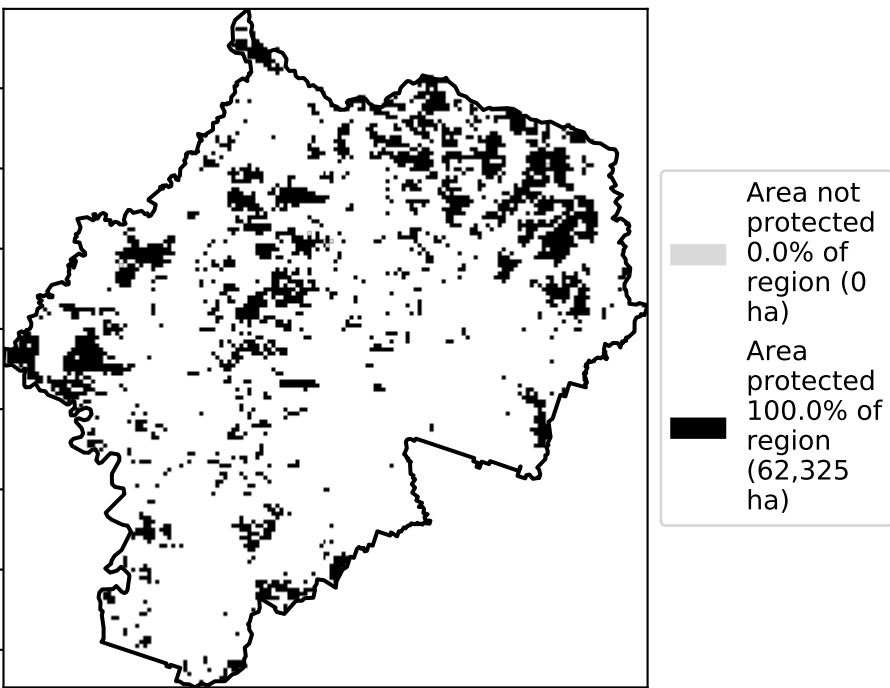 Area not
protected
0.0% of
region (0
ha)
Area
protected
100.0% of
region
(62,325
ha)